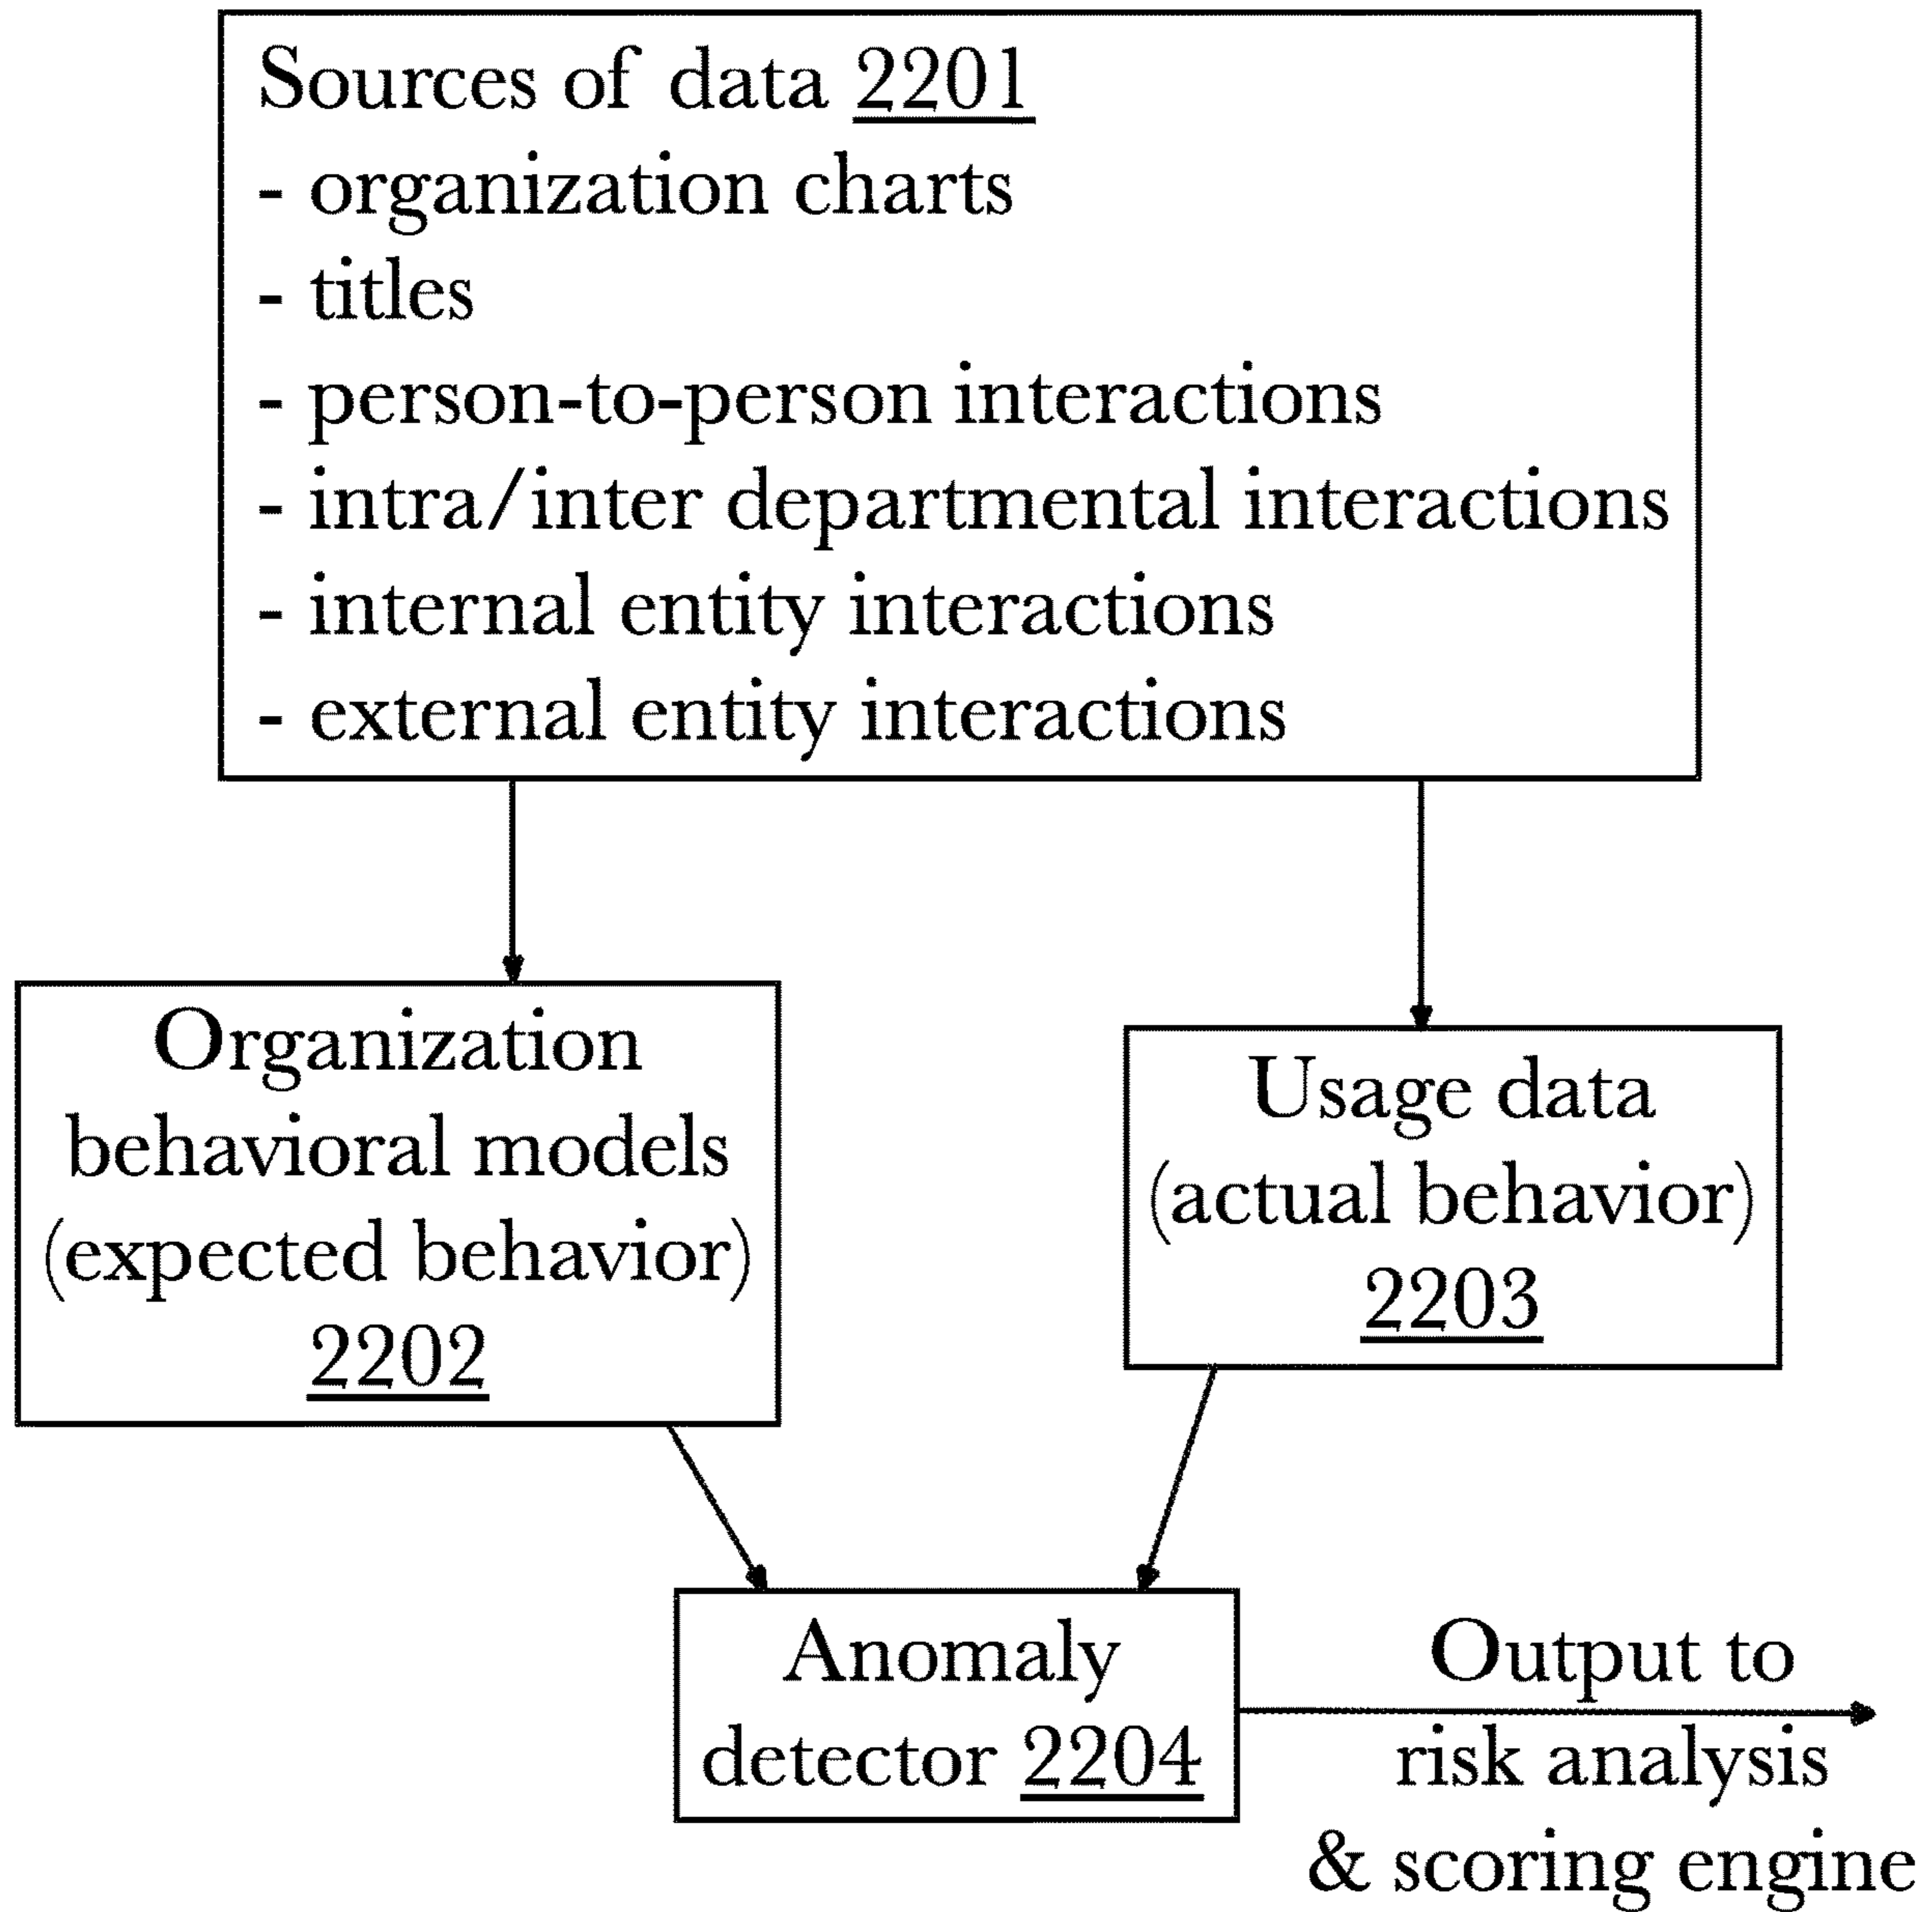 Sources of data 2201
- organization charts
- titles
- person-to-person interactions
- intra/inter departmental interactions
- internal entity interactions
- external entity interactions
Organization
behavioral models
(expected behavior)
2202
Usage data
(actual behavior)
2203
Anomaly
detector 2204
Output to
risk analysis
& scoring engine